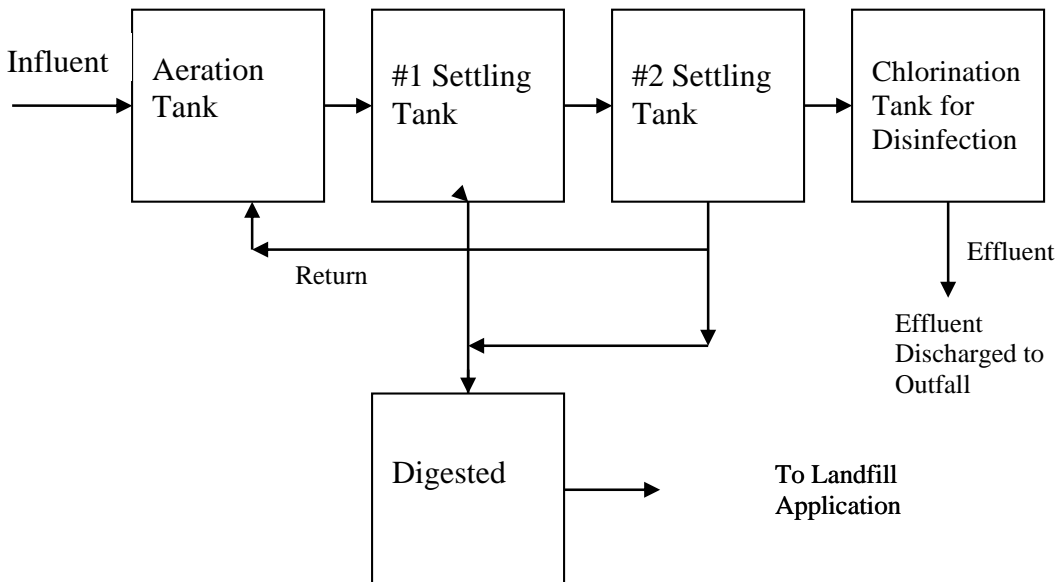 Influent
Aeration
Tank
#1 Settling
Tank
#2 Settling
Tank
Chlorination
Tank for
Disinfection
Return
Effluent
Effluent
Discharged to
Outfall
Digested
To Landfill
Application